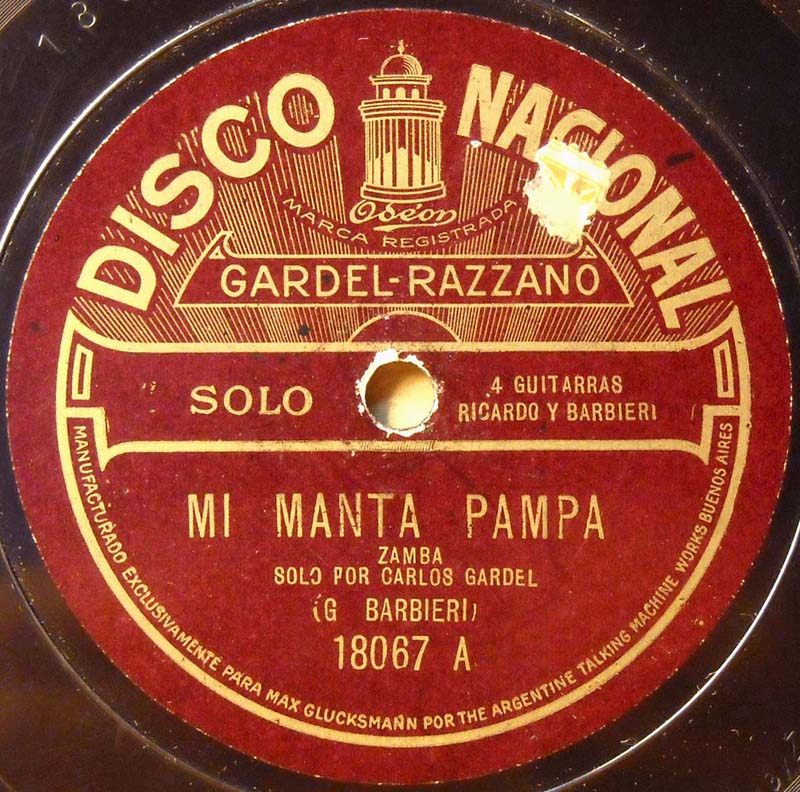 DISCO NACIONAL
Odeon
MARCA REGISTRADA
GARDEL-RAZZANO
SOLO
4 GUITARRAS
RICARDO Y BARBIERI
MI MANTA PAMPA
ZAMBA
SOLO POR CARLOS GARDEL
(G BARBIERI)
18067 A
MANUFACTURADO EXCLUSIVAMENTE PARA MAX GLUCKSMANN POR THE ARGENTINE TALKING MACHINE WORKS BUENOS AIRES